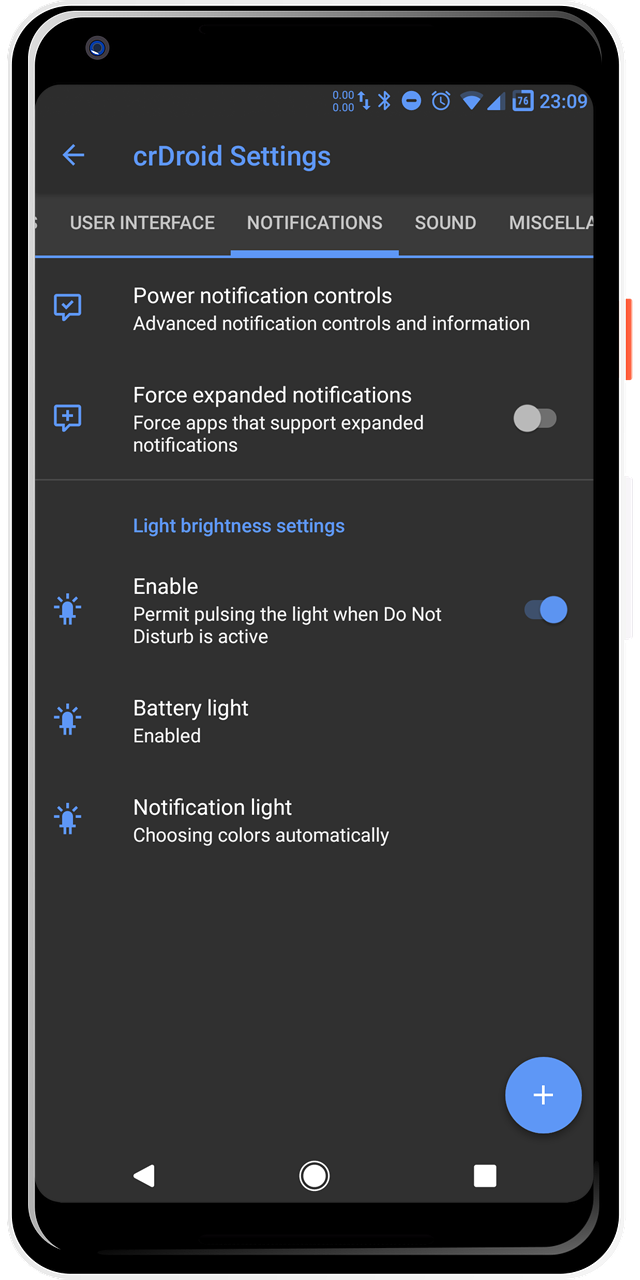 0.00
0.00
76
23:09
crDroid Settings
S USER INTERFACE NOTIFICATIONS SOUND MISCELLA
Power notification controls
Advanced notification controls and information
Force expanded notifications
Force apps that support expanded
notifications
Light brightness settings
Enable
Permit pulsing the light when Do Not
Disturb is active
Battery light
Enabled
Notification light
Choosing colors automatically